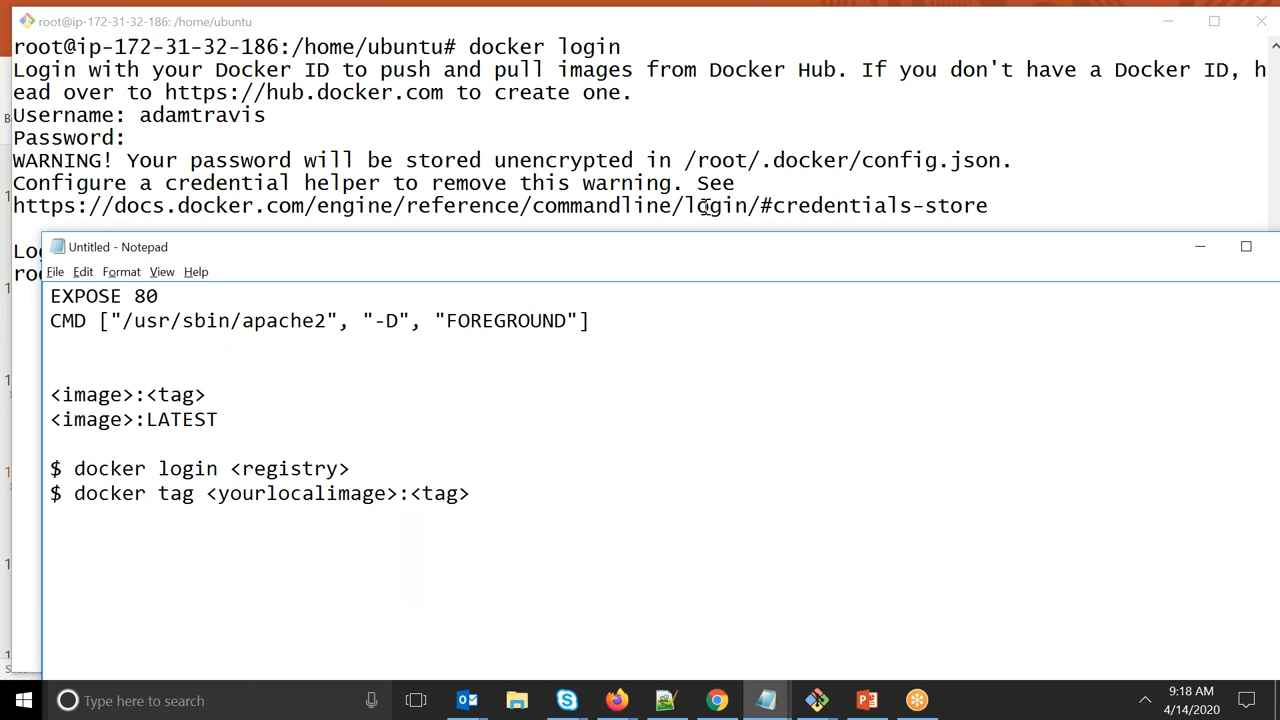 root@ip-172-31-32-186: /home/ubuntu
root@ip-172-31-32-186:/home/ubuntu# docker login
Login with your Docker ID to push and pull images from Docker Hub. If you don't have a Docker ID, h
ead over to https://hub.docker.com to create one.
Username: adamtravis
Password:
WARNING! Your password will be stored unencrypted in /root/.docker/config.json.
Configure a credential helper to remove this warning. See
https://docs.docker.com/engine/reference/commandline/login/#credentials-store
Untitled - Notepad
File Edit Format View Help
EXPOSE 80
CMD ["/usr/sbin/apache2", "-D", "FOREGROUND"]
<image>:<tag>
<image>:LATEST
$ docker login <registry>
$ docker tag <yourlocalimage>:<tag>
Type here to search
9:18 AM
4/14/2020